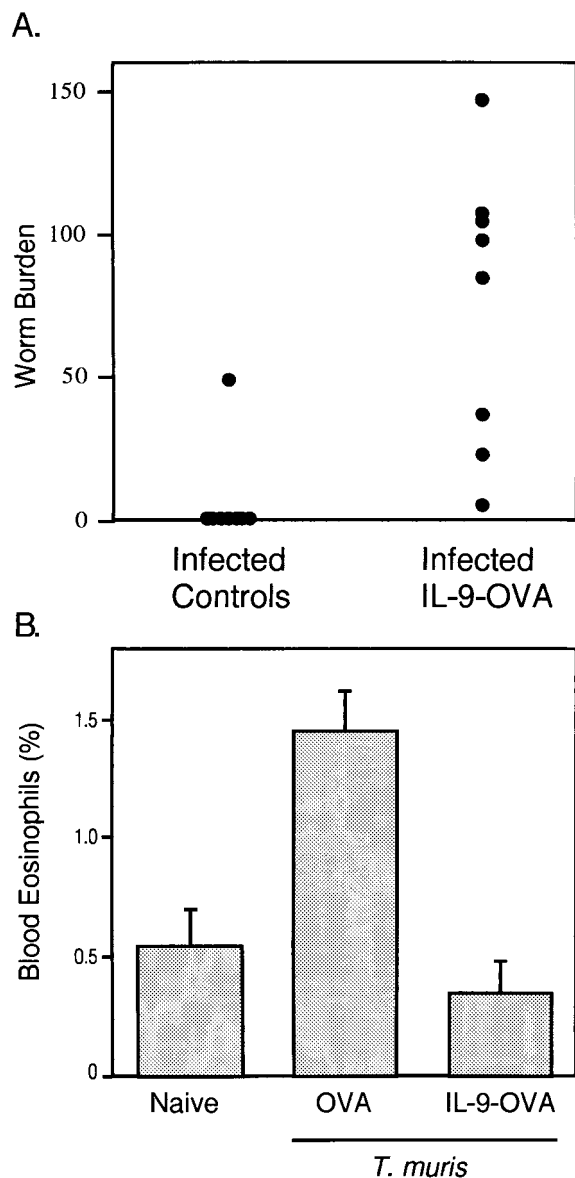 A.
Worm Burden
150
100
50
0
Infected Controls
Infected IL-9-OVA
B.
Blood Eosinophils (%)
1.5
1.0
0.5
0
Naive
OVA
IL-9-OVA
T. muris